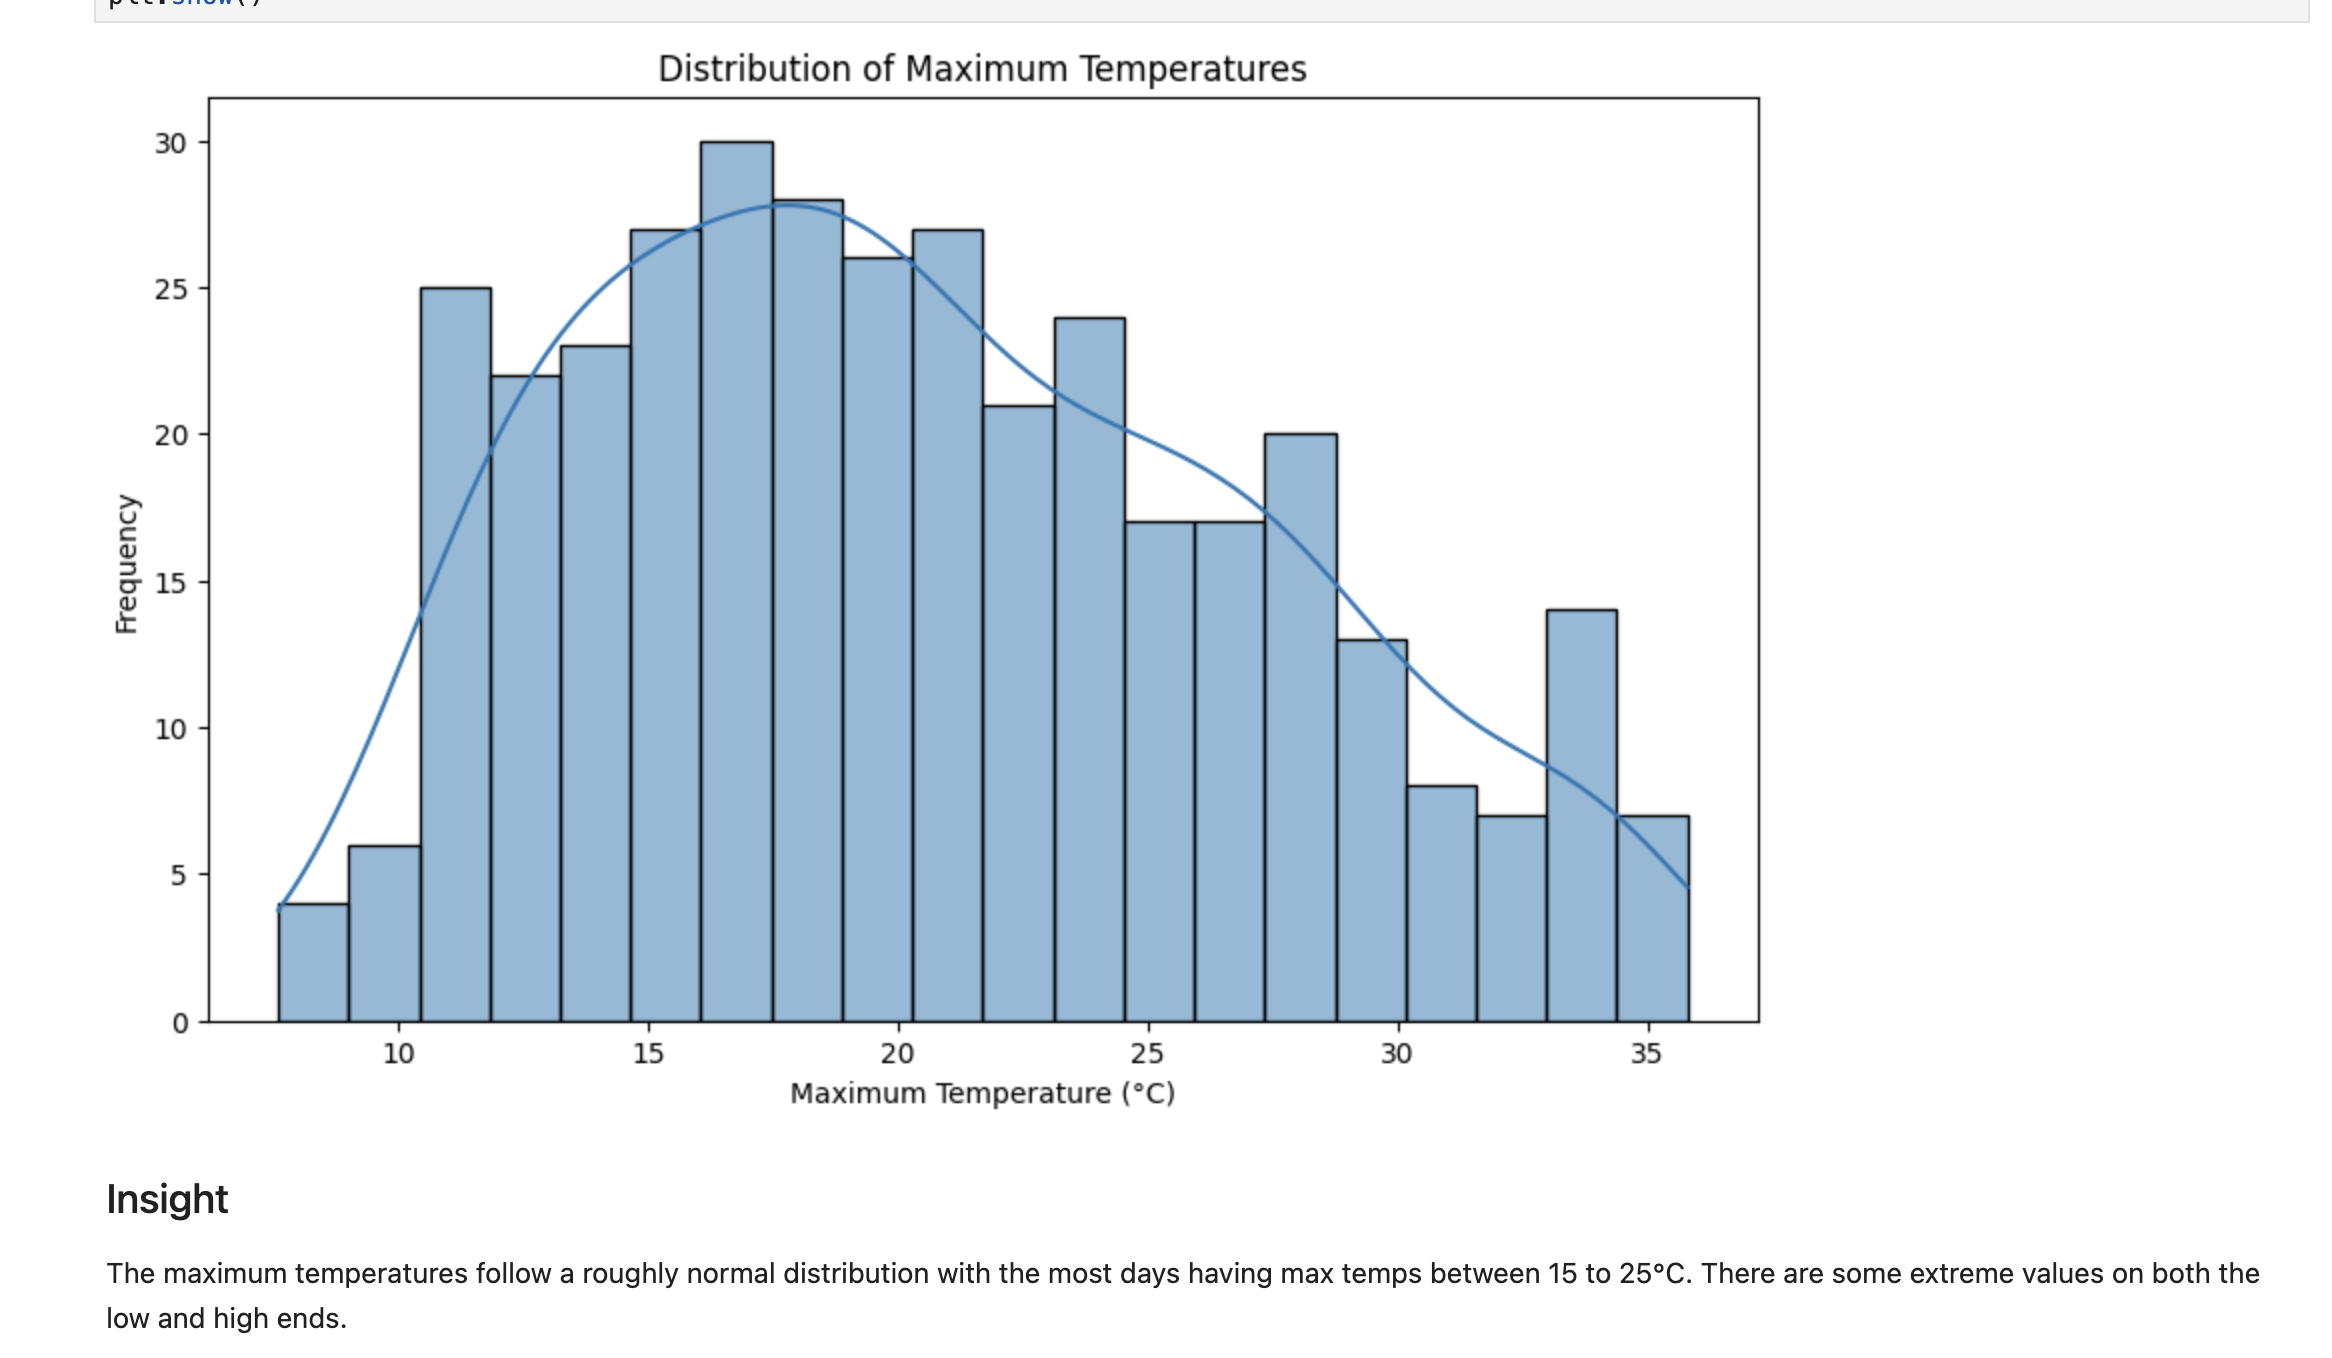 plt.show()
Distribution of Maximum Temperatures
30
25
20
15
10
5
0
Frequency
10 15 20 25 30 35
Maximum Temperature (°C)
Insight
The maximum temperatures follow a roughly normal distribution with the most days having max temps between 15 to 25°C. There are some extreme values on both the
low and high ends.